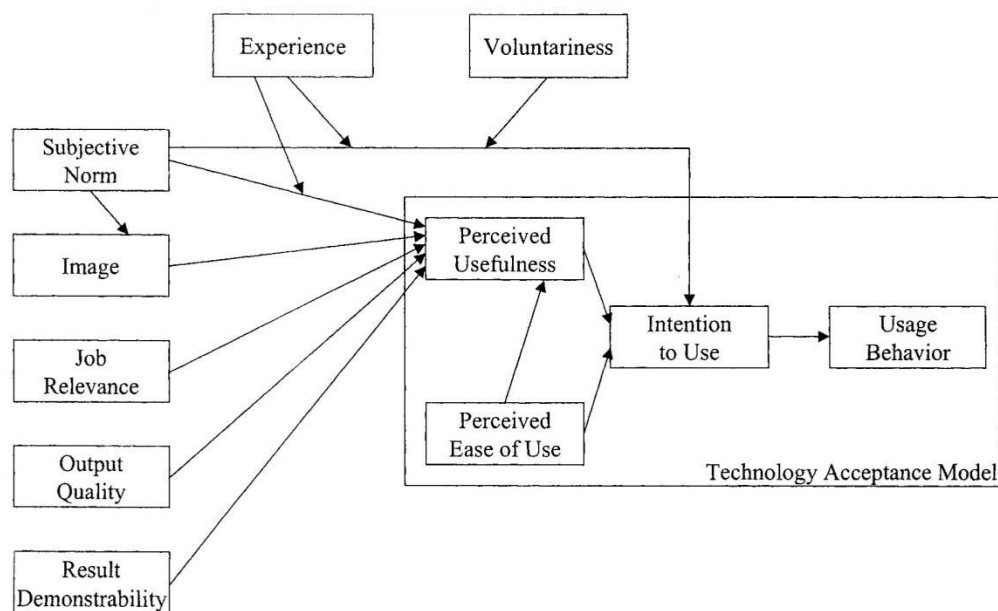 Experience
Voluntariness
Subjective
Norm
Image
Job
Relevance
Output
Quality
Result
Demonstrability
Perceived
Usefulness
Perceived
Ease of Use
Intention
to Use
Usage
Behavior
Technology Acceptance Model